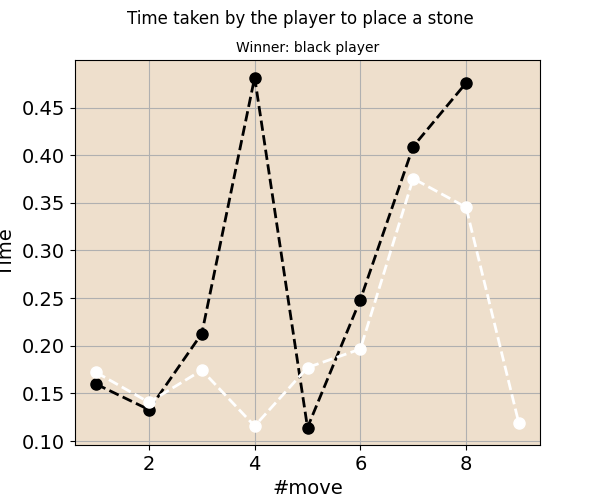 Time taken by the player to place a stone
Winner: black player
0.45
0.40
0.35
0.30
0.25
0.20
0.15
0.10
Time
2 4 6 8
#move